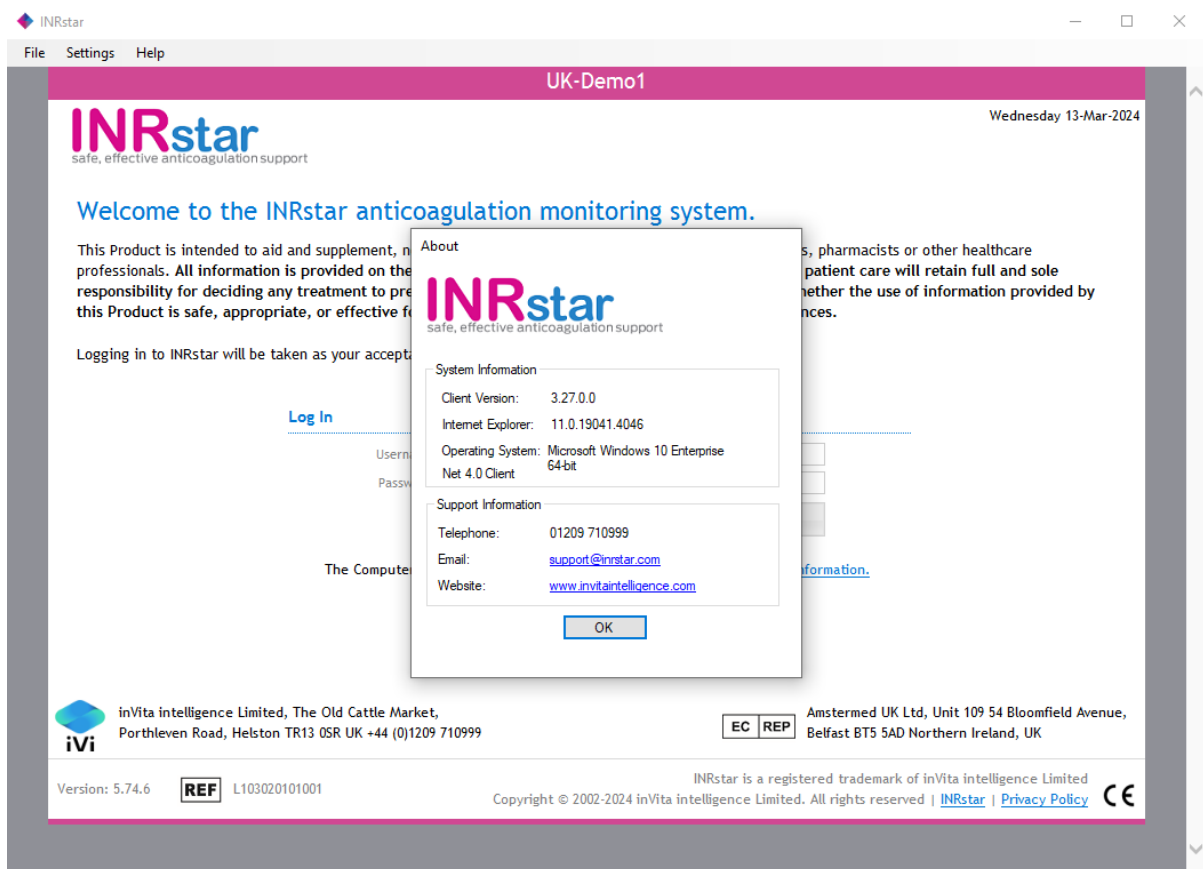 INRstar
File Settings Help
UK-Demo1
Wednesday 13-Mar-2024
INRstar
safe, effective anticoagulation support
Welcome to the INRstar anticoagulation monitoring system.
This Product is intended to aid and supplement, n
s, pharmacists or other healthcare
professionals. All information is provided on the
patient care will retain full and sole
responsibility for deciding any treatment to pre
hether the use of information provided by
this Product is safe, appropriate, or effective f
nces.
Logging in to INRstar will be taken as your accepta
Log In
Usern
Passw
The Compute
formation.
About
INRstar
safe, effective anticoagulation support
System Information
Client Version: 3.27.0.0
Internet Explorer: 11.0.19041.4046
Operating System: Microsoft Windows 10 Enterprise
64-bit
Net 4.0 Client
Support Information
Telephone: 01209 710999
Email: support@inrstar.com
Website: www.invitaintelligence.com
OK
iVi
inVita intelligence Limited, The Old Cattle Market,
Porthleven Road, Helston TR13 0SR UK +44 (0)1209 710999
EC REP
Amstermed UK Ltd, Unit 109 54 Bloomfield Avenue,
Belfast BT5 5AD Northern Ireland, UK
Version: 5.74.6 REF L103020101001
INRstar is a registered trademark of inVita intelligence Limited
Copyright © 2002-2024 inVita intelligence Limited. All rights reserved | INRstar | Privacy Policy
CE